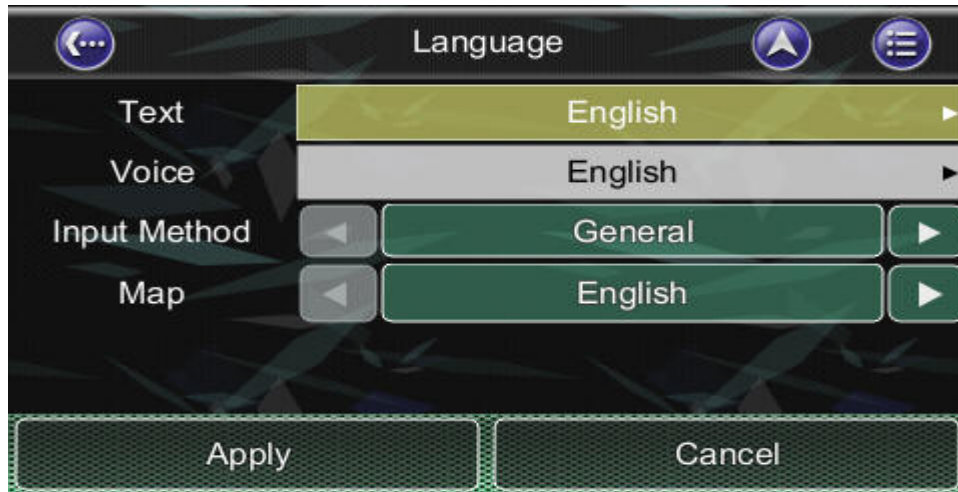 Language
Text English
Voice English
Input Method General
Map English
Apply Cancel